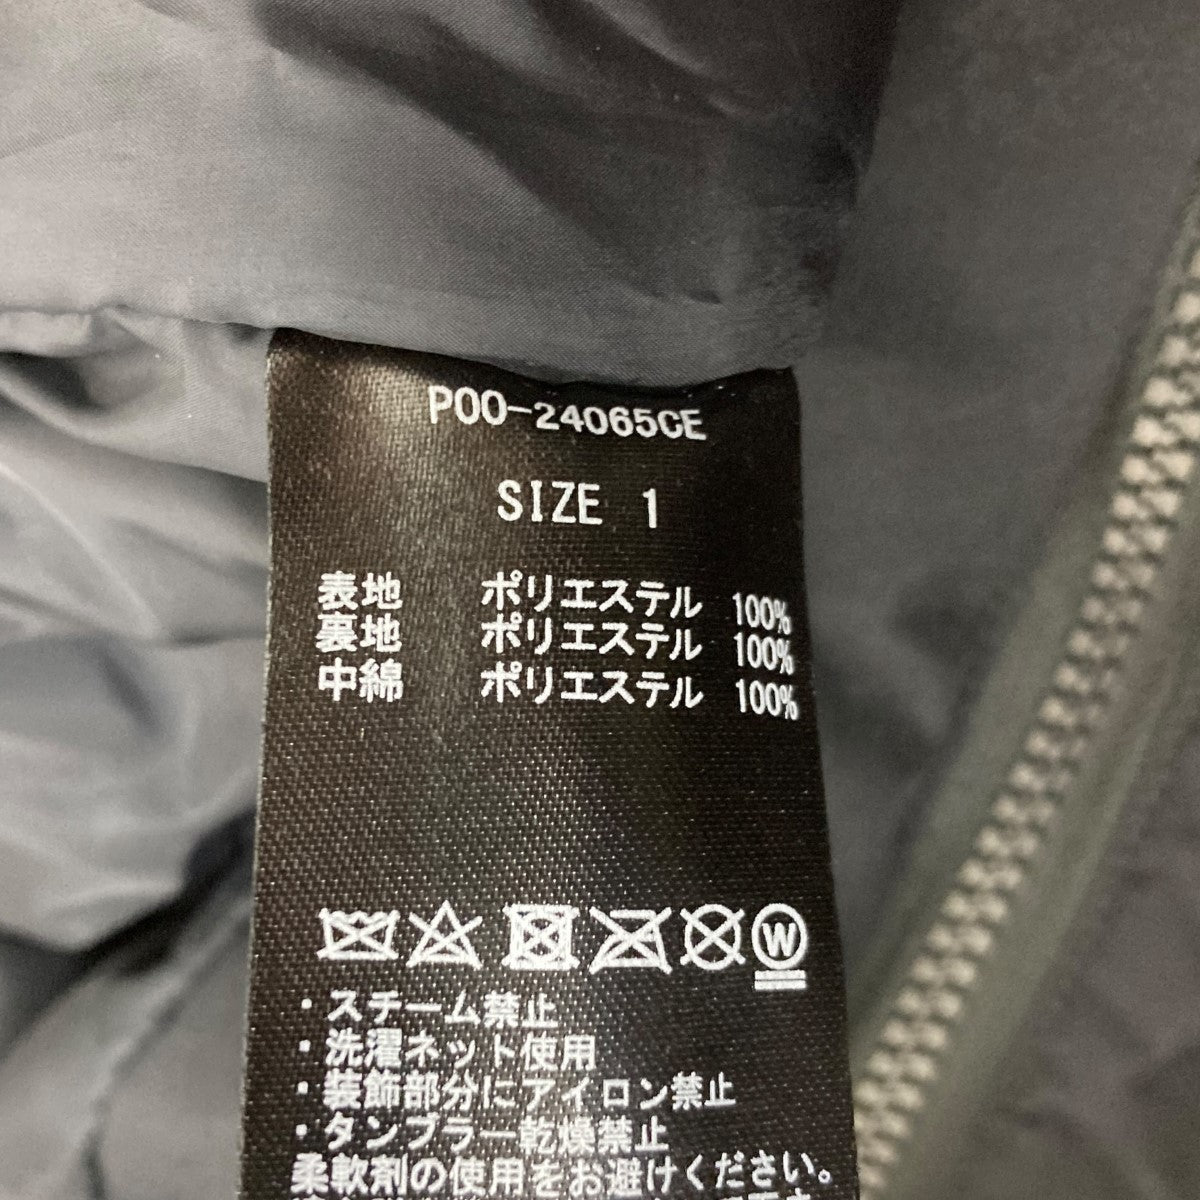 P00-24065CE
SIZE 1
表地 ポリエステル 100%
裏地 ポリエステル 100%
中綿 ポリエステル 100%
W
・スチーム禁止
・洗濯ネット使用
・装飾部分にアイロン禁止
・タンブラー乾燥禁止
柔軟剤の使用をお避けください。